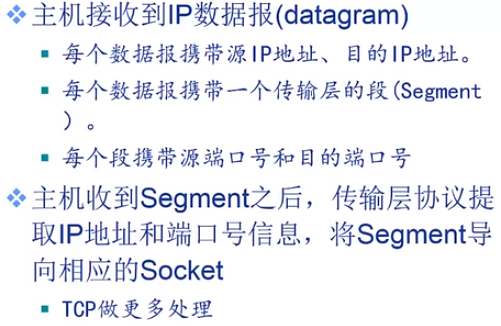 主机接收到IP数据报(datagram)
每个数据报携带源IP地址、目的IP地址。
每个数据报携带一个传输层的段(Segment
)。
每个段携带源端口号和目的端口号
主机收到Segment之后，传输层协议提
取IP地址和端口号信息，将Segment导
向相应的Socket
TCP做更多处理